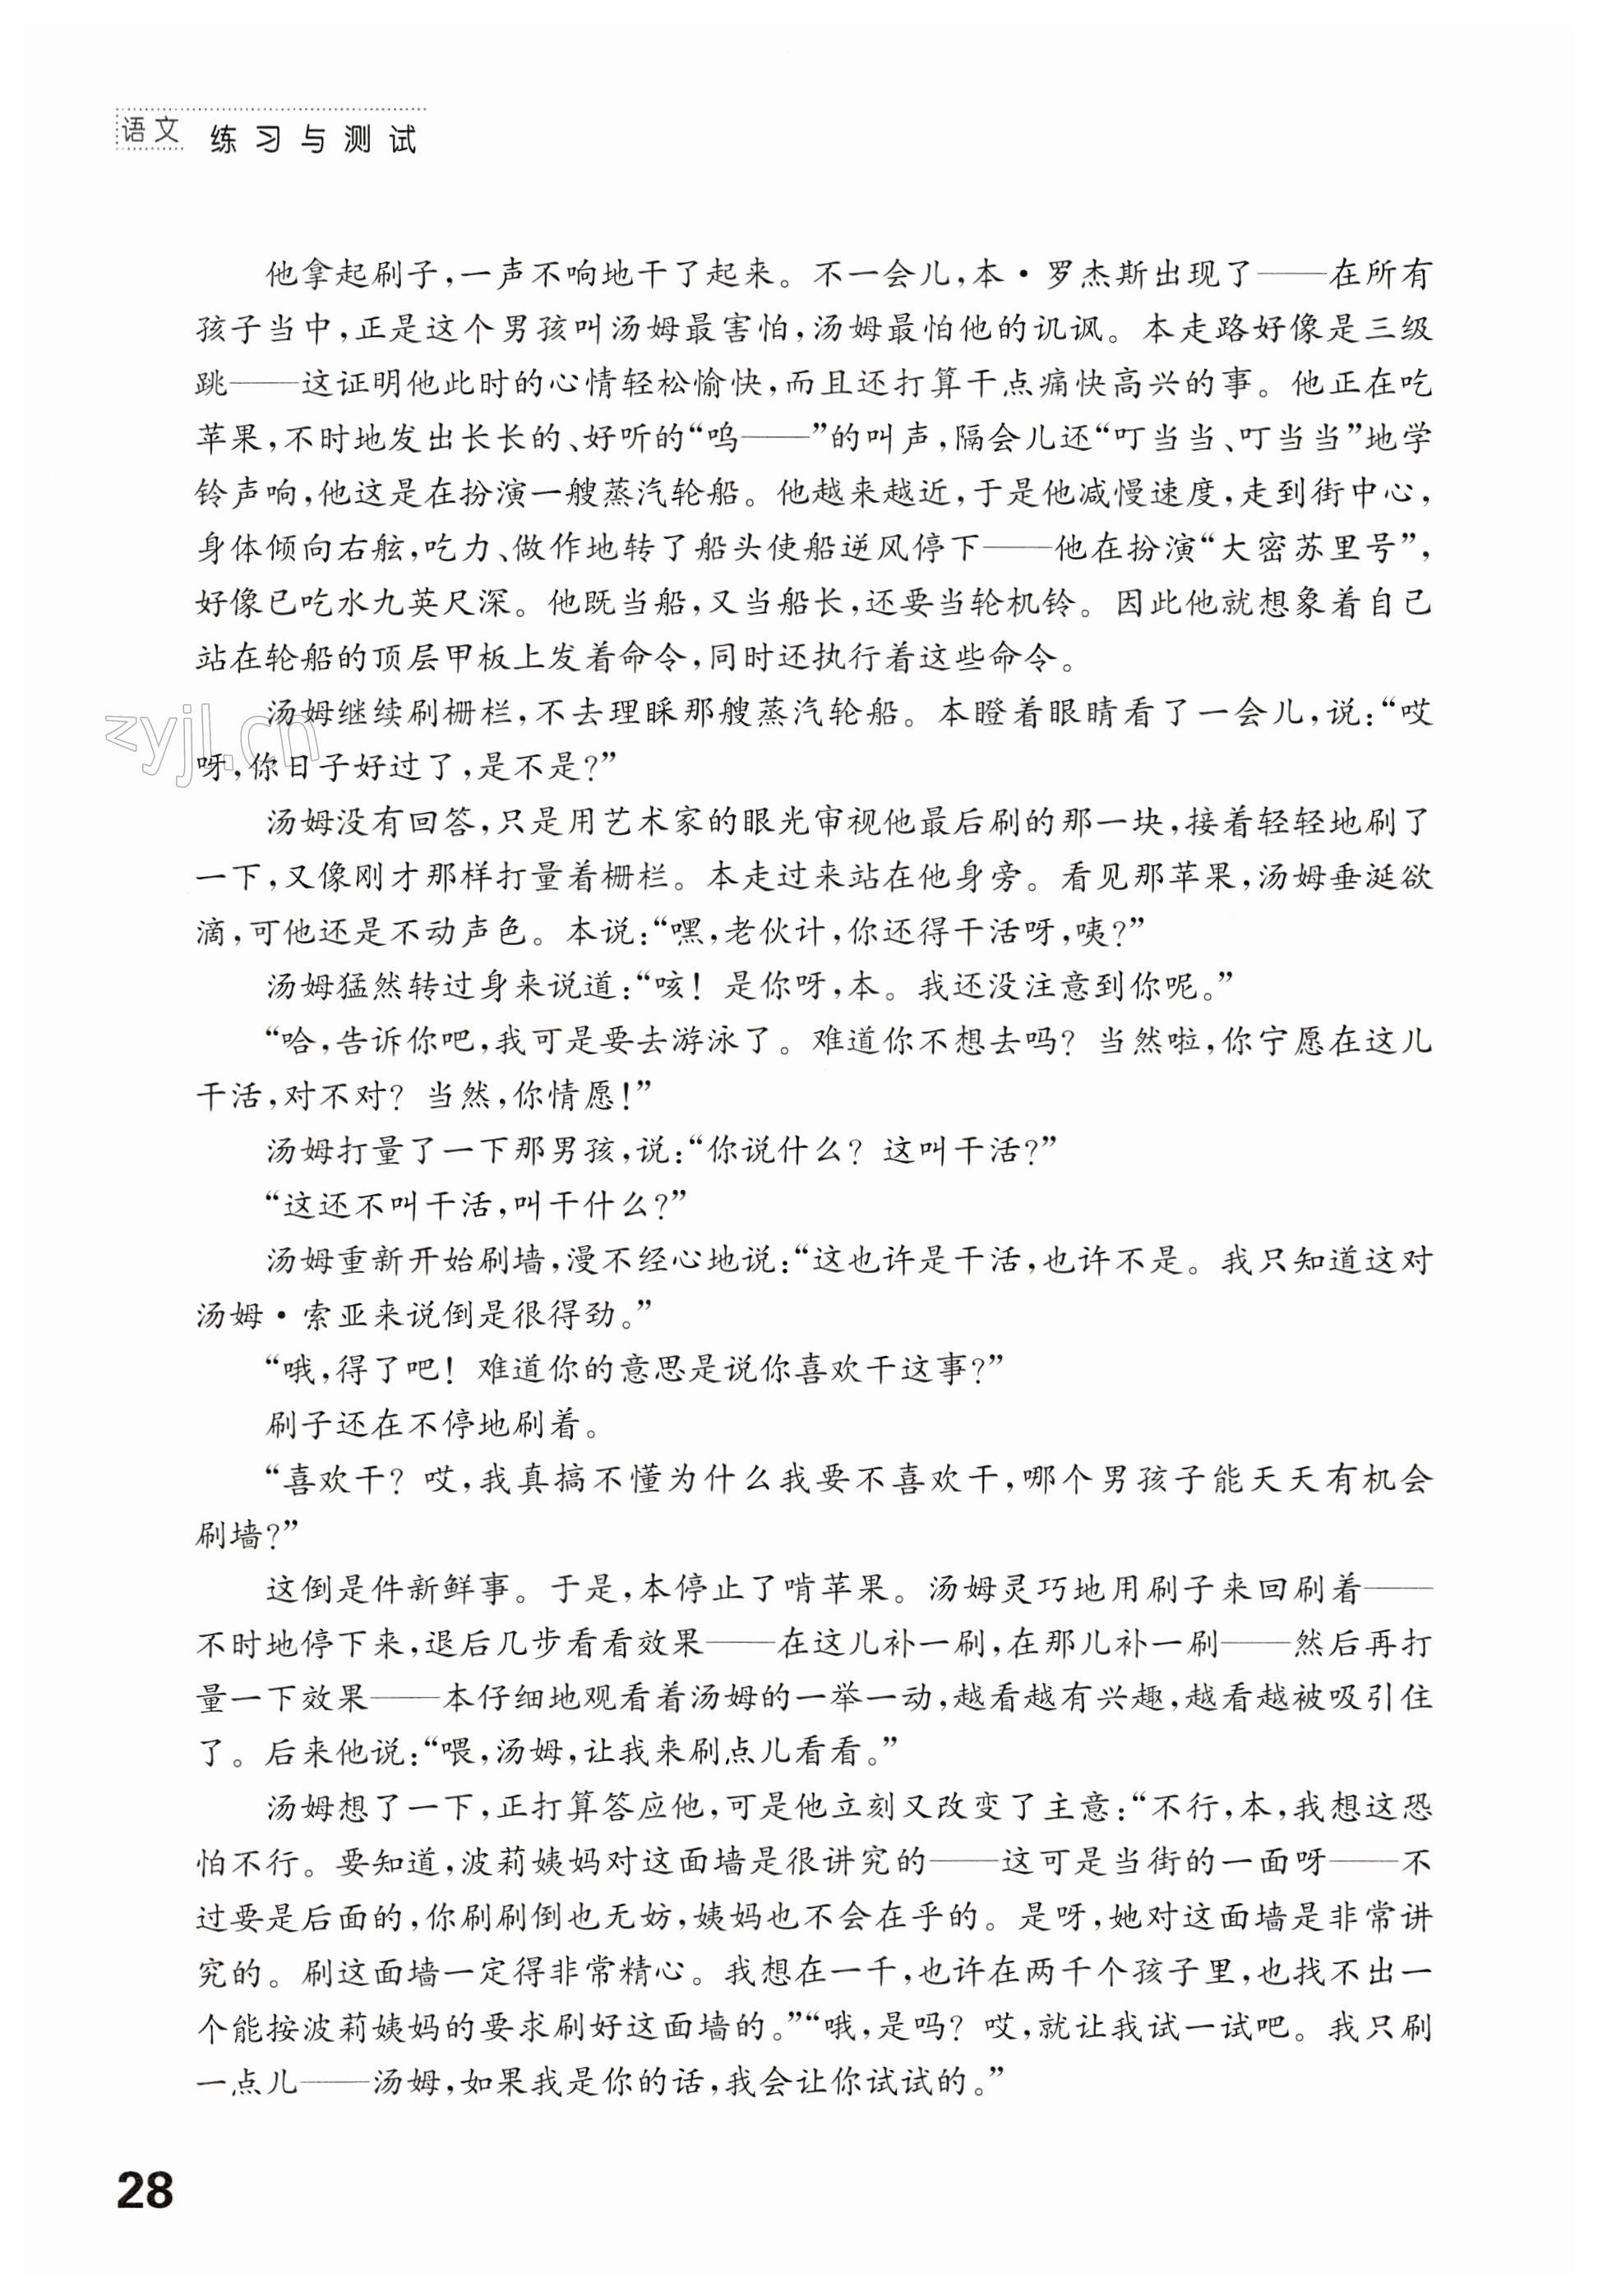 语文 练习与测试
他拿起刷子,一声不响地干了起来。不一会儿,本·罗杰斯出现了——在所有
孩子当中,正是这个男孩叫汤姆最害怕,汤姆最怕他的讥讽。本走路好像是三级
跳——这证明他此时的心情轻松愉快,而且还打算干点痛快高兴的事。他正在吃
苹果,不时地发出长长的、好听的“呜——”的叫声,隔会儿还“叮当当、叮当当”地学
铃声响,他这是在扮演一艘蒸汽轮船。他越来越近,于是他减慢速度,走到街中心,
身体倾向右舷,吃力、做作地转了船头使船逆风停下——他在扮演“大密苏里号”,
好像已吃水九英尺深。他既当船,又当船长,还要当轮机铃。因此他就想象着自己
站在轮船的顶层甲板上发着命令,同时还执行着这些命令。
汤姆继续刷栅栏,不去理睬那艘蒸汽轮船。本瞪着眼睛看了一会儿,说:“哎
呀,你日子好过了,是不是?”
zyjl.cn
汤姆没有回答,只是用艺术家的眼光审视他最后刷的那一块,接着轻轻地刷了
一下,又像刚才那样打量着栅栏。本走过来站在他身旁。看见那苹果,汤姆垂涎欲
滴,可他还是不动声色。本说:“嘿,老伙计,你还得干活呀,咦?”
汤姆猛然转过身来说道:“咳!是你呀,本。我还没注意到你呢。”
“哈,告诉你吧,我可是要去游泳了。难道你不想去吗?当然啦,你宁愿在这儿
干活,对不对?当然,你情愿!”
汤姆打量了一下那男孩,说:“你说什么?这叫干活?”
“这还不叫干活,叫干什么?”
汤姆重新开始刷墙,漫不经心地说:“这也许是干活,也许不是。我只知道这对
汤姆·索亚来说倒是很得劲。”
“哦,得了吧!难道你的意思是说你喜欢干这事?”
刷子还在不停地刷着。
“喜欢干?哎,我真搞不懂为什么我要不喜欢干,哪个男孩子能天天有机会
刷墙?”
这倒是件新鲜事。于是,本停止了啃苹果。汤姆灵巧地用刷子来回刷着——
不时地停下来,退后几步看看效果——在这儿补一刷,在那儿补一刷——然后再打
量一下效果——本仔细地观看着汤姆的一举一动,越看越有兴趣,越看越被吸引住
了。后来他说:“喂,汤姆,让我来刷点儿看看。”
汤姆想了一下,正打算答应他,可是他立刻又改变了主意:“不行,本,我想这恐
怕不行。要知道,波莉姨妈对这面墙是很讲究的——这可是当街的一面呀——不
过要是后面的,你刷刷倒也无妨,姨妈也不会在乎的。是呀,她对这面墙是非常讲
究的。刷这面墙一定得非常精心。我想在一千,也许在两千个孩子里,也找不出一
个能按波莉姨妈的要求刷好这面墙的。”“哦,是吗?哎,就让我试一试吧。我只刷
一点儿——汤姆,如果我是你的话,我会让你试试的。”
28